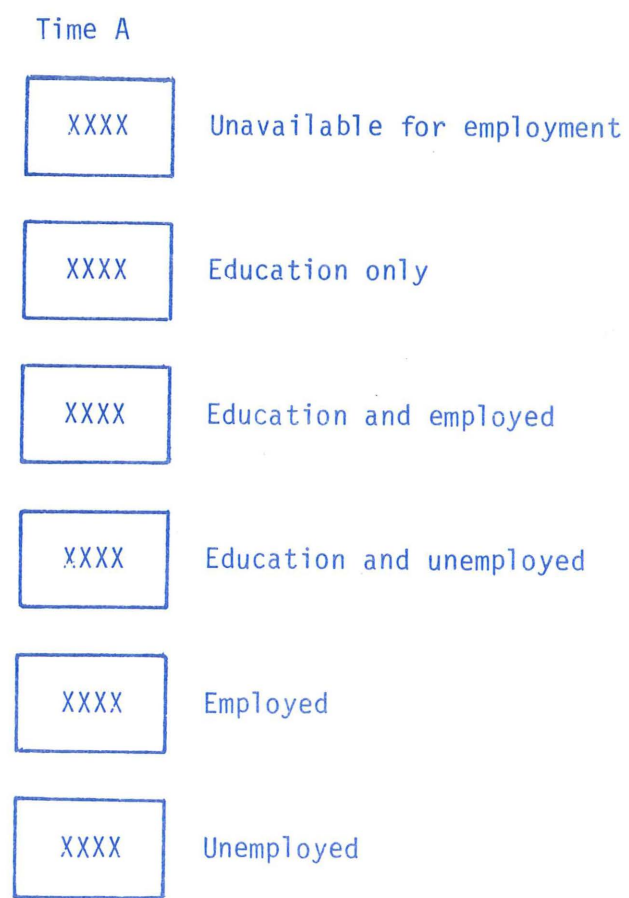 Time A
XXXX Unavailable for employment
XXXX Education only
XXXX Education and employed
XXXX Education and unemployed
XXXX Employed
XXXX Unemployed